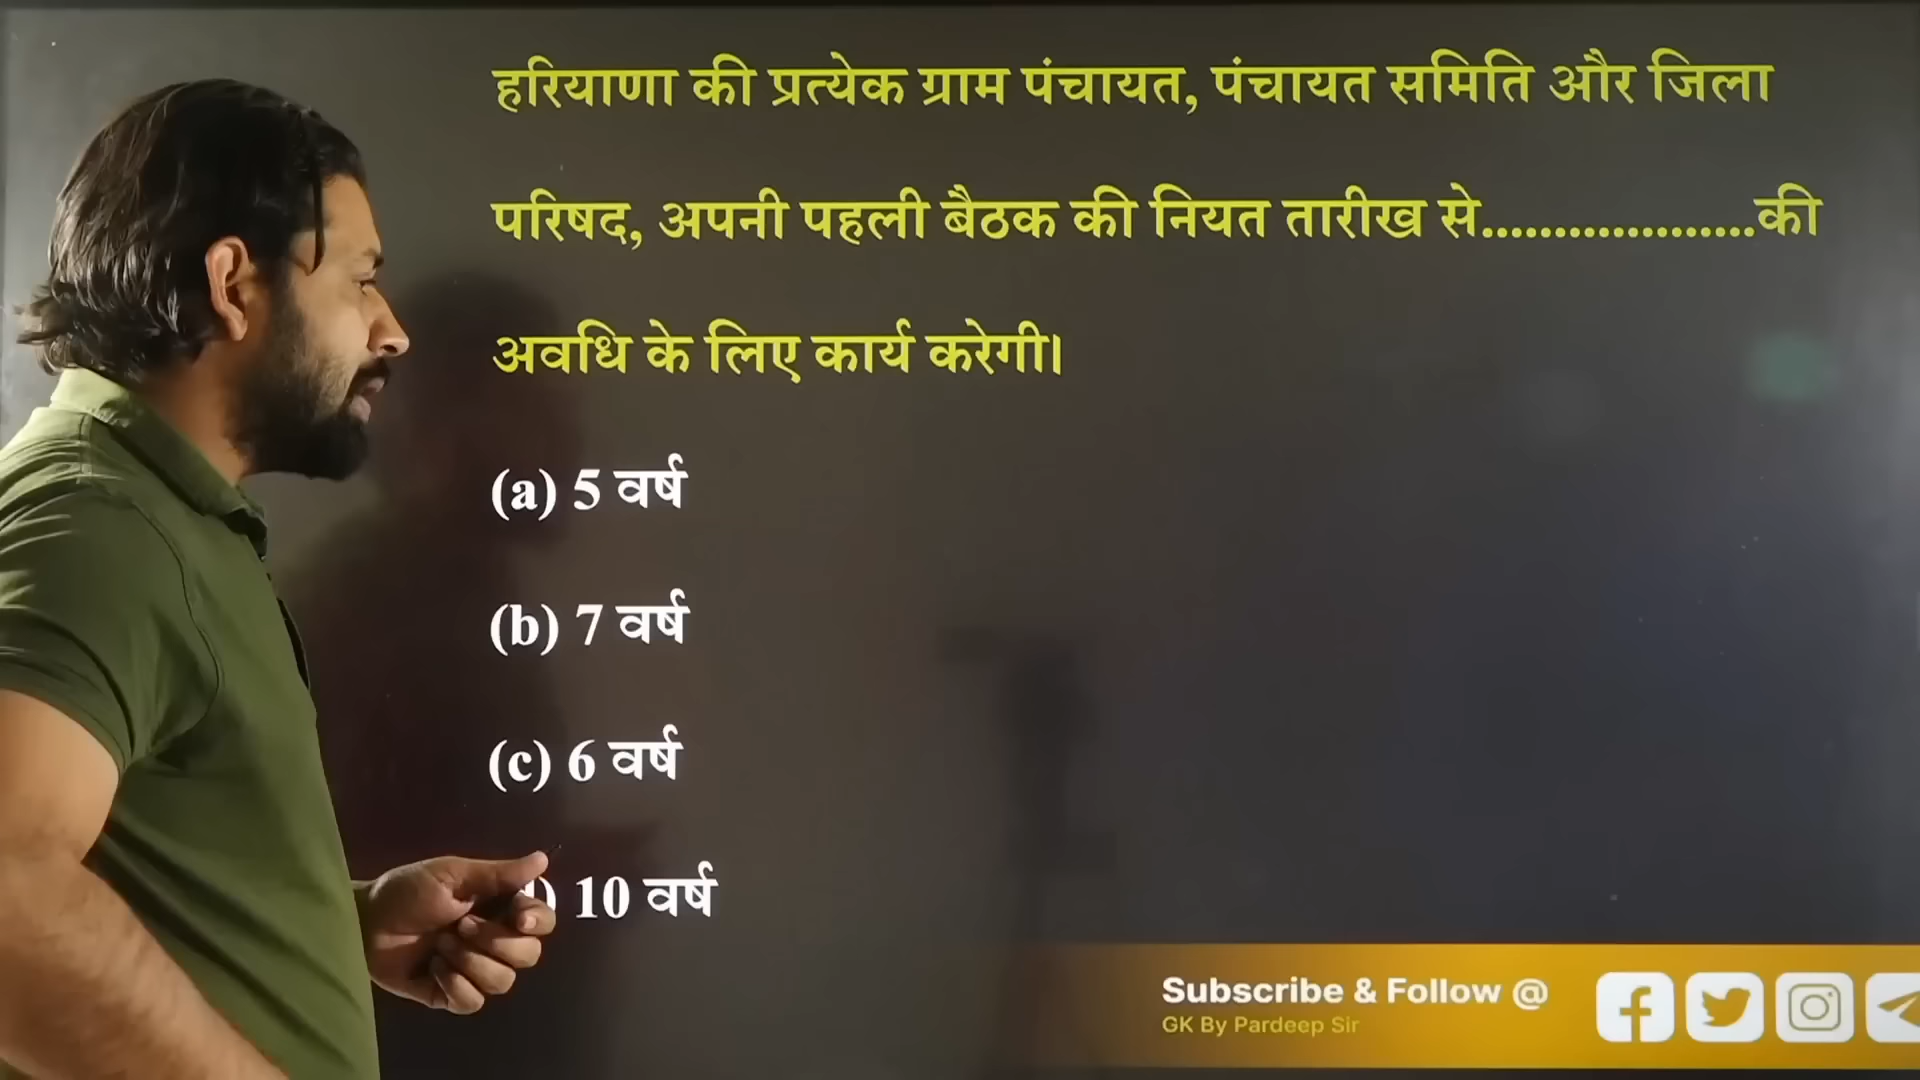 हरियाणा की प्रत्येक ग्राम पंचायत, पंचायत समिति और जिला
परिषद, अपनी पहली बैठक की नियत तारीख से...................की
अवधि के लिए कार्य करेगी।
(a) 5 वर्ष
(b) 7 वर्ष
(c) 6 वर्ष
) 10 वर्ष
Subscribe & Follow @
GK By Pardeep Sir